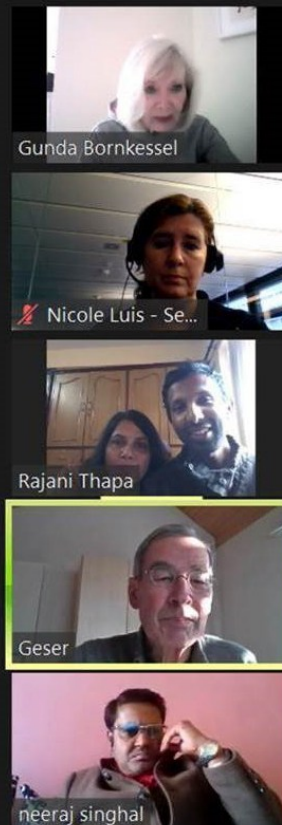 Gunda Bornkessel
Nicole Luis - Se...
Rajani Thapa
Geser
neeraj singhal